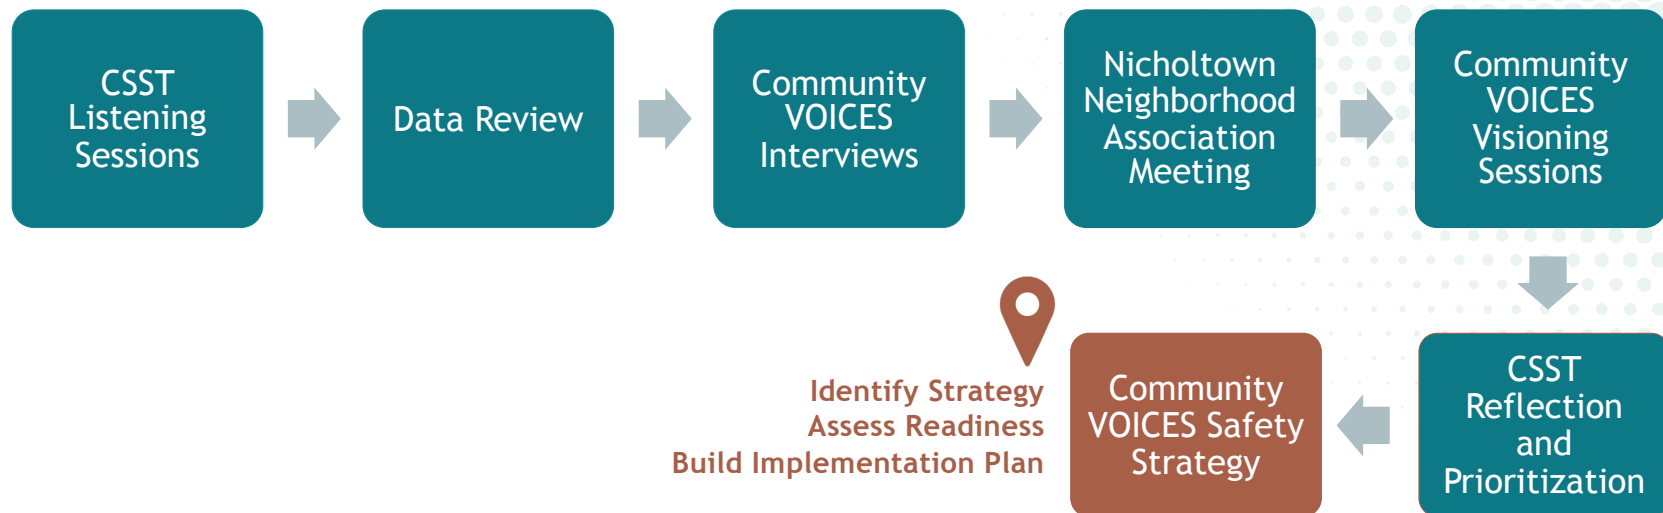 CSST
Listening
Sessions
Data Review
Community
VOICES
Interviews
Nicholtown
Neighborhood
Association
Meeting
Community
VOICES
Visioning
Sessions
CSST
Reflection
and
Prioritization
Community
VOICES Safety
Strategy
Identify Strategy
Assess Readiness
Build Implementation Plan